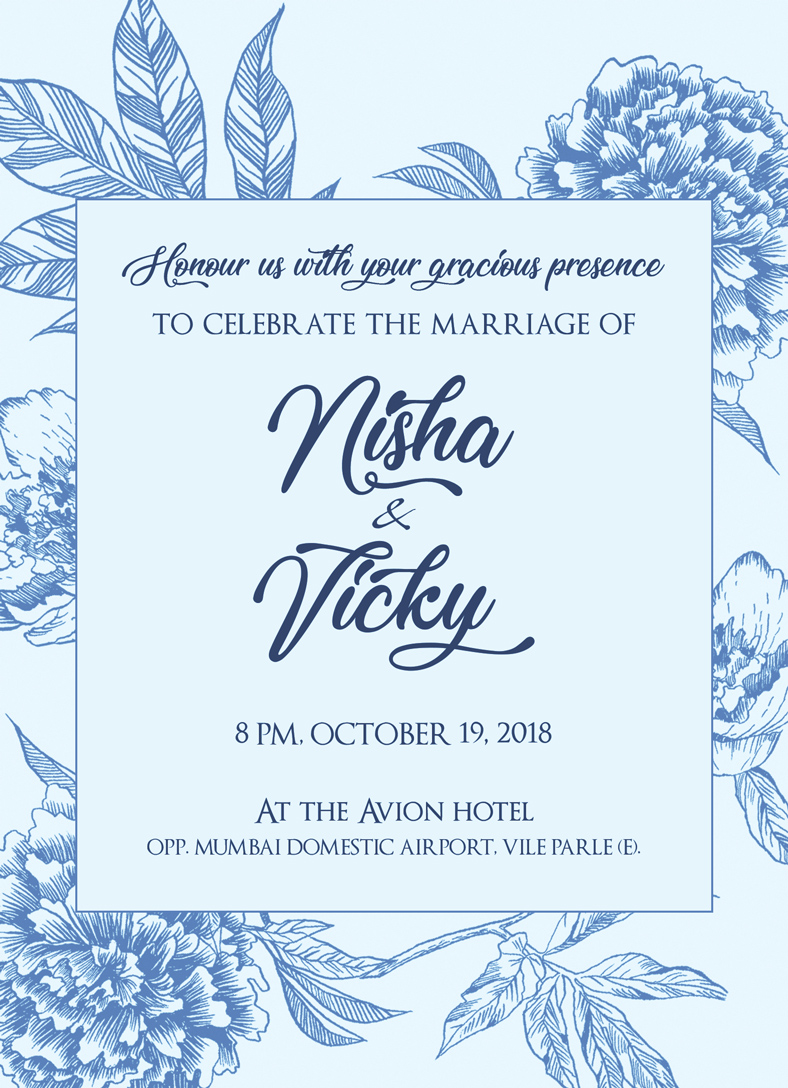 Honour us with your gracious presence
TO CELEBRATE THE MARRIAGE OF
Nisha
&
Vicky
8 PM, OCTOBER 19, 2018
AT THE AVION HOTEL
OPP. MUMBAI DOMESTIC AIRPORT, VILE PARLE (E).